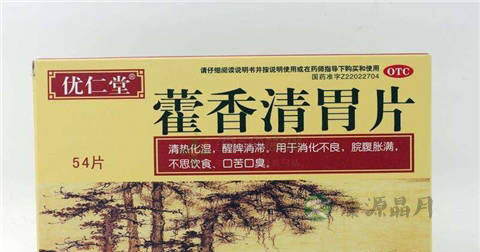 优仁堂®
请仔细阅读说明书并按说明使用或在药师指导下购买和使用
国药准字Z22022704
OTC
藿香清胃片
54片
清热化湿，醒脾消滞，用于消化不良，脘腹胀满，
不思饮食、口苦口臭。
源晶月